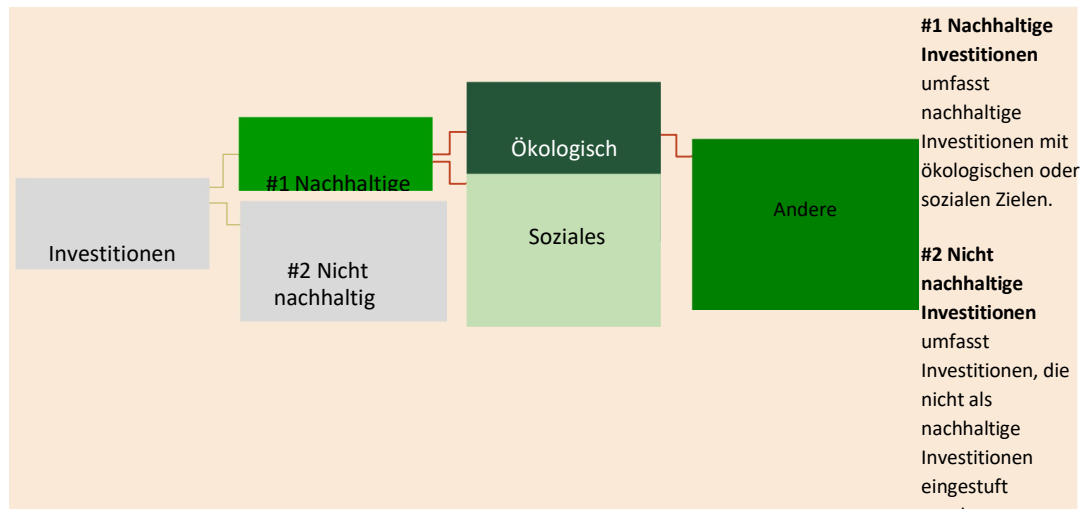 Investitionen
#1 Nachhaltige
#2 Nicht
nachhaltig
Ökologisch
Soziales
Andere
#1 Nachhaltige
Investitionen
umfasst
nachhaltige
Investitionen mit
ökologischen oder
sozialen Zielen.
#2 Nicht
nachhaltige
Investitionen
umfasst
Investitionen, die
nicht als
nachhaltige
Investitionen
eingestuft